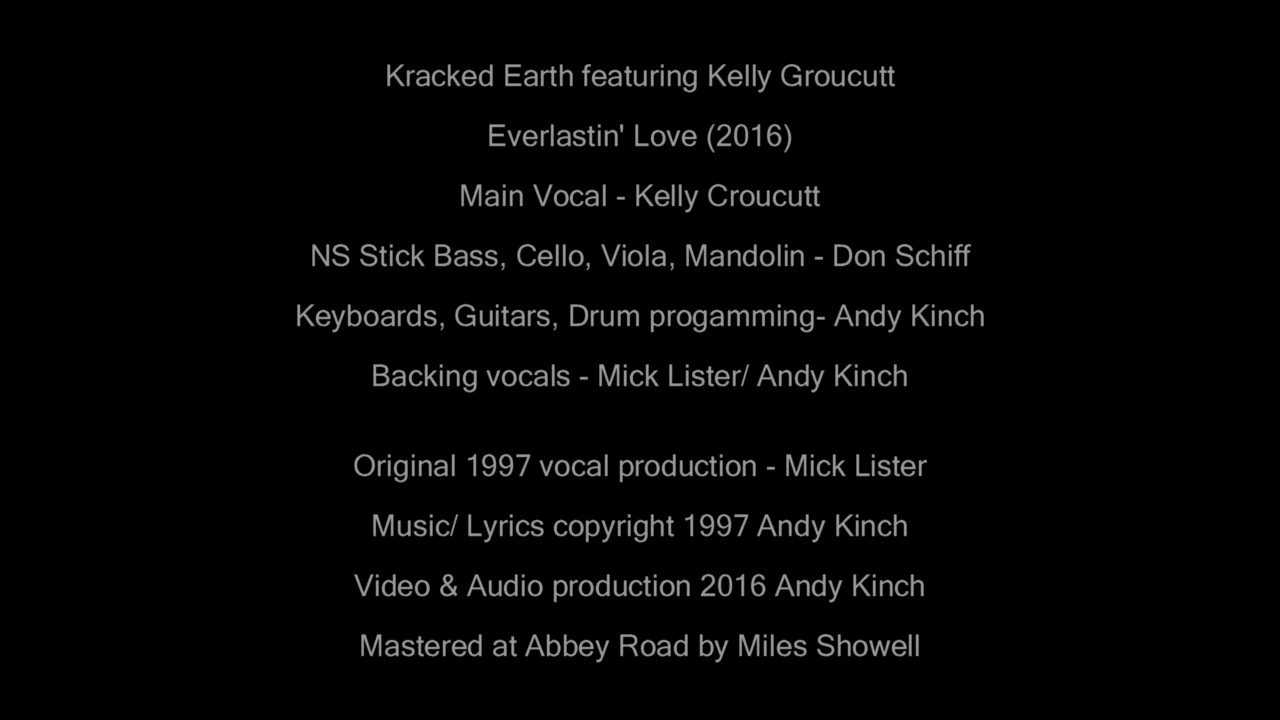 Kracked Earth featuring Kelly Groucutt
Everlastin' Love (2016)
Main Vocal - Kelly Croucutt
NS Stick Bass, Cello, Viola, Mandolin - Don Schiff
Keyboards, Guitars, Drum progamming- Andy Kinch
Backing vocals - Mick Lister/ Andy Kinch
Original 1997 vocal production - Mick Lister
Music/ Lyrics copyright 1997 Andy Kinch
Video & Audio production 2016 Andy Kinch
Mastered at Abbey Road by Miles Showell